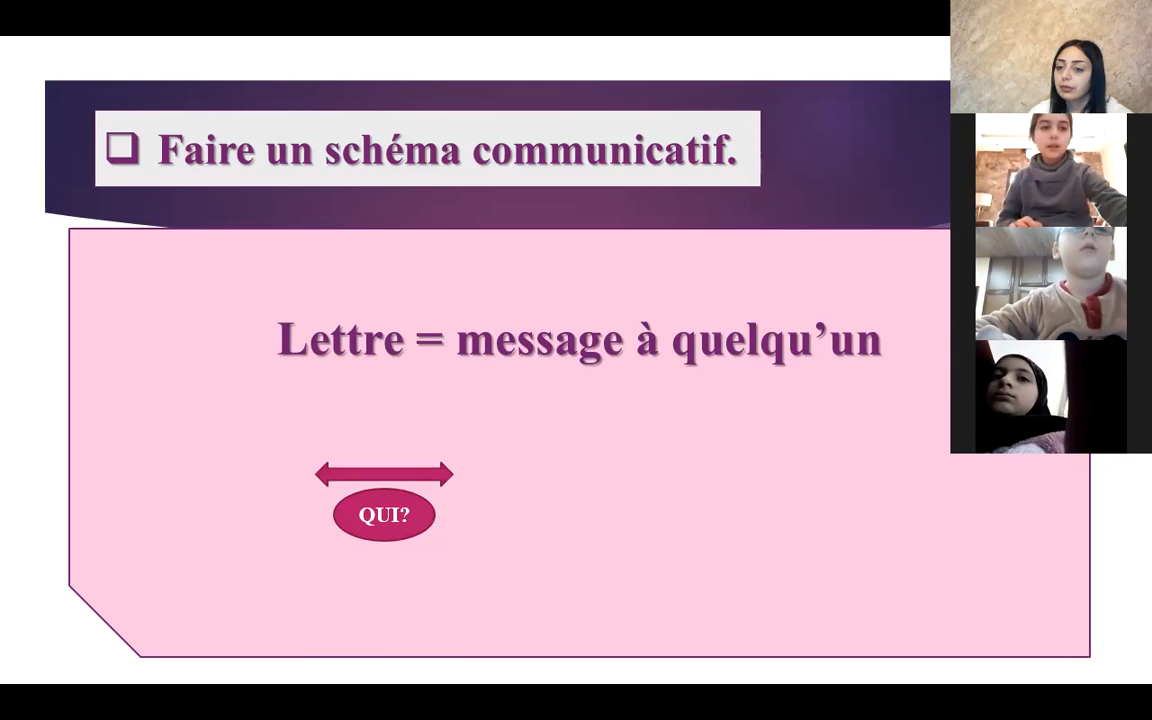 Faire un schéma communicatif.
Lettre = message à quelqu’un
QUI?